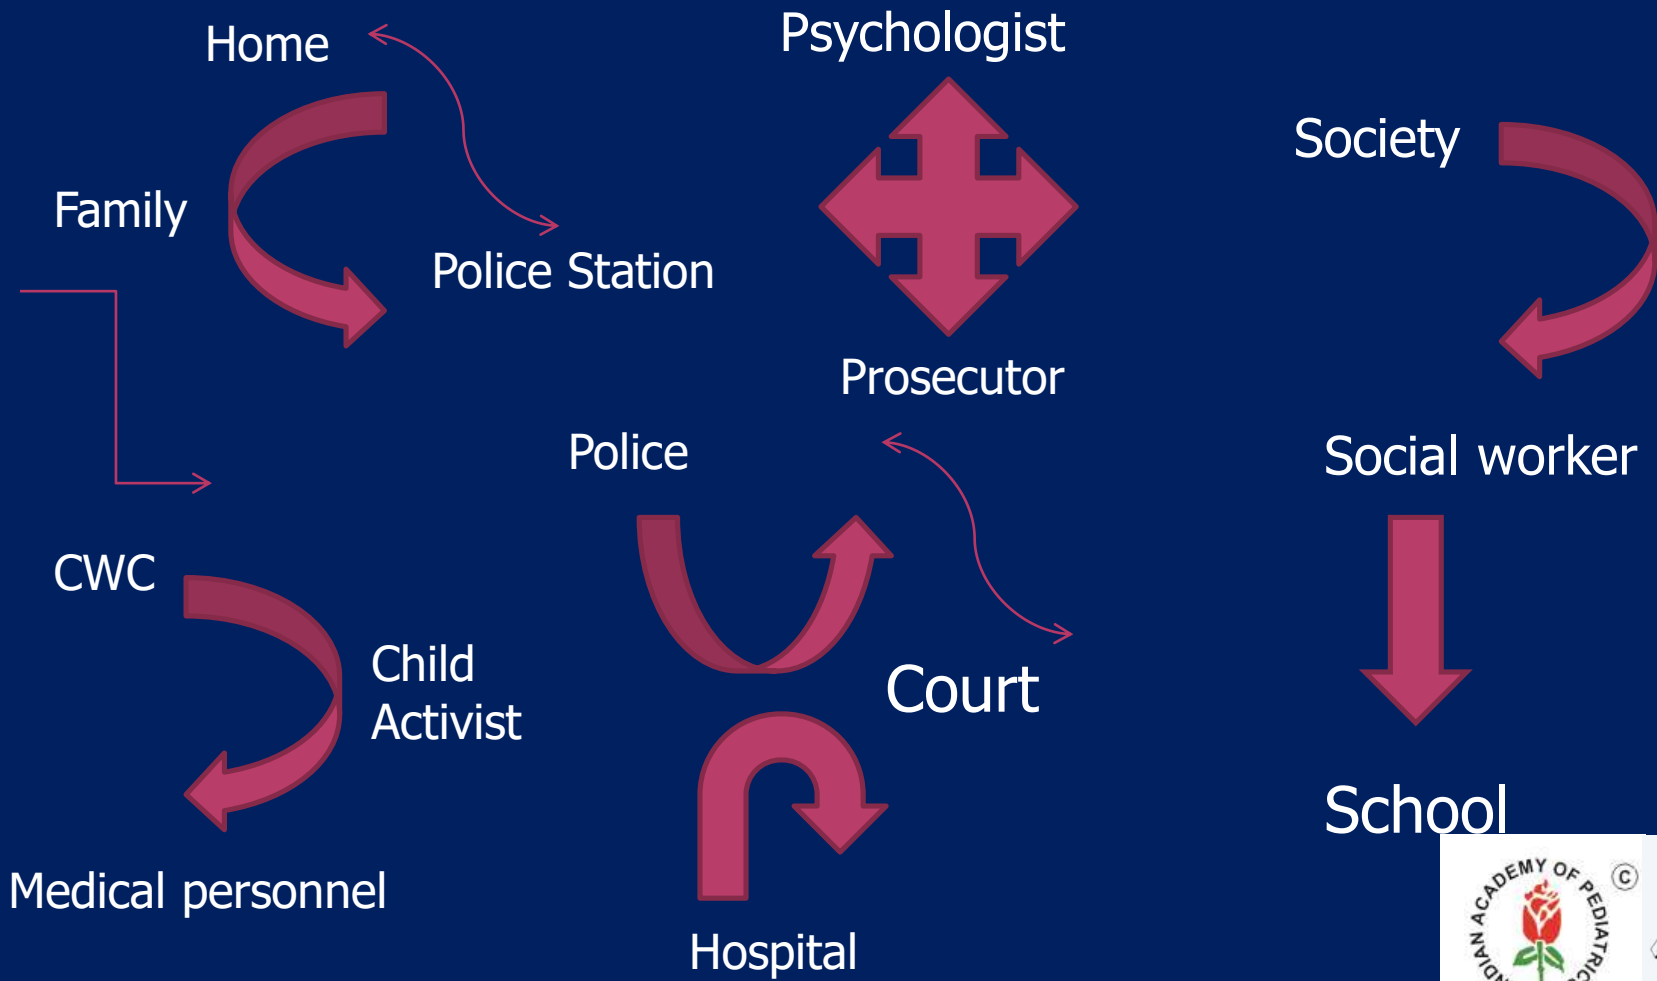 Home
Psychologist
Society
Family
Police Station
Prosecutor
Police
Social worker
CWC
Child
Activist
Court
School
Medical personnel
Hospital
ACADEMY OF PEDIATRICS
©